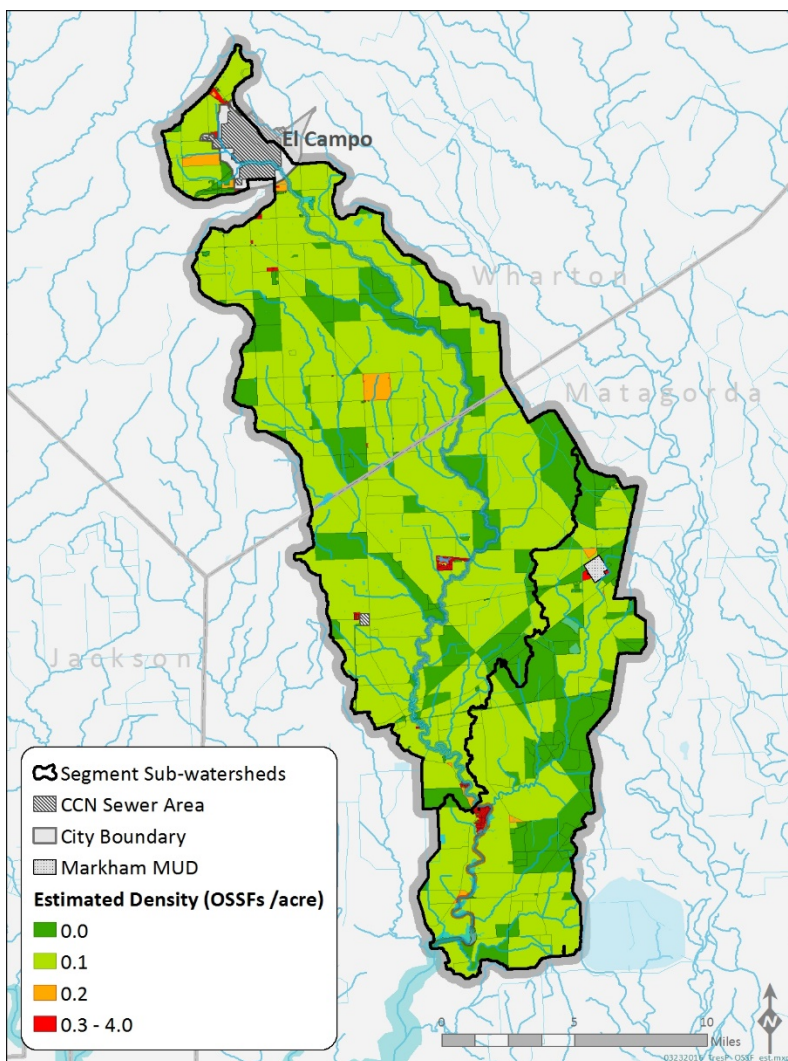 El Campo
Wharton
Matagorda
Jackson
Segment Sub-watersheds
CCN Sewer Area
City Boundary
Markham MUD
Estimated Density (OSSFs /acre)
0.0
0.1
0.2
0.3 - 4.0
N
0 5 10
Miles